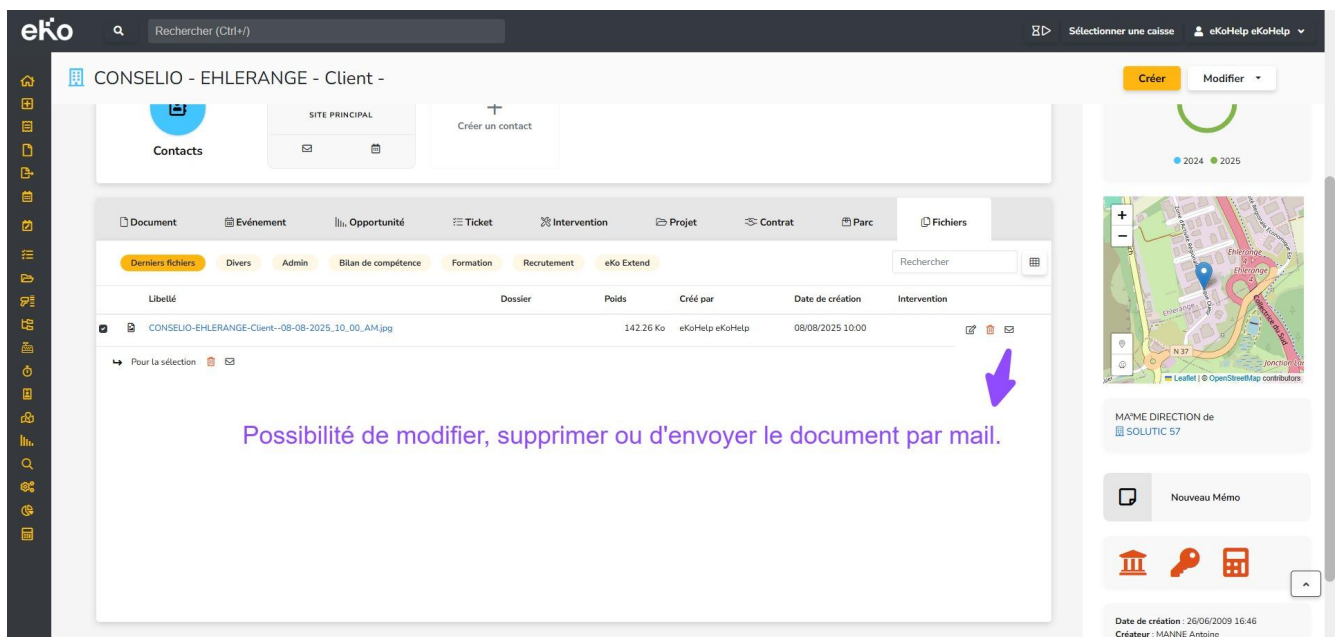 eKo
Rechercher (Ctrl+/)
Sélectionner une caisse
eKoHelp eKoHelp
CONSELIO - EHLERANGE - Client -
Créer
Modifier
Contacts
SITE PRINCIPAL
Créer un contact
2024 2025
Document Evénement Opportunité Ticket Intervention Projet Contrat Parc Fichiers
Derniers fichiers Divers Admin Bilan de compétence Formation Recrutement eKo Extend
Rechercher
Libellé Dossier Poids Créé par Date de création Intervention
CONSELIO-EHLERANGE-Client--08-08-2025_10_00_AM.jpg 142.26 Ko eKoHelp eKoHelp 08/08/2025 10:00
Pour la sélection
Possibilité de modifier, supprimer ou d'envoyer le document par mail.
+
−
Ehlerange
Ehlerange
N 37
Leaflet | © OpenStreetMap contributors
MAªME DIRECTION de
SOLUTIC 57
Nouveau Mémo
Date de création : 26/06/2009 16:46
Créateur : MANNE Antoine